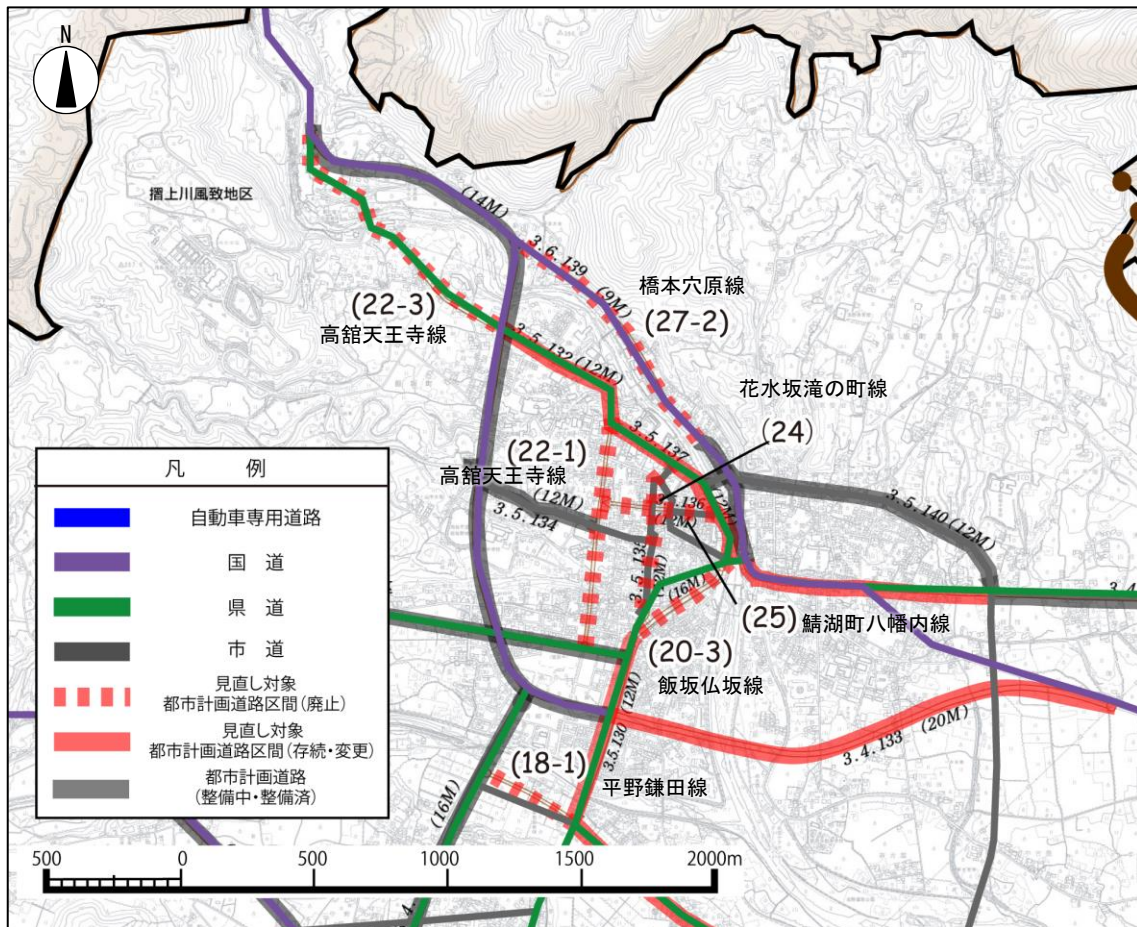 N
摺上川風致地区
(14M)
3.6.139
(9M)
橋本穴原線
(27-2)
(22-3)
高舘天王寺線
3.5.132(12M)
花水坂滝の町線
(24)
3.5.137
(12M)
(22-1)
高舘天王寺線
(12M)
3.5.134
136
(12M)
3.5.140(12M)
3.5.135
(16M)
(25)
鯖湖町八幡内線
(20-3)
飯坂仏坂線
(12M)
3.5.130
3.4.133 (20M)
(18-1)
平野鎌田線
(16M)
凡 例
自動車専用道路
国 道
県 道
市 道
見直し対象
都市計画道路区間(廃止)
見直し対象
都市計画道路区間(存続・変更)
都市計画道路
(整備中・整備済)
500 0 500 1000 1500 2000m